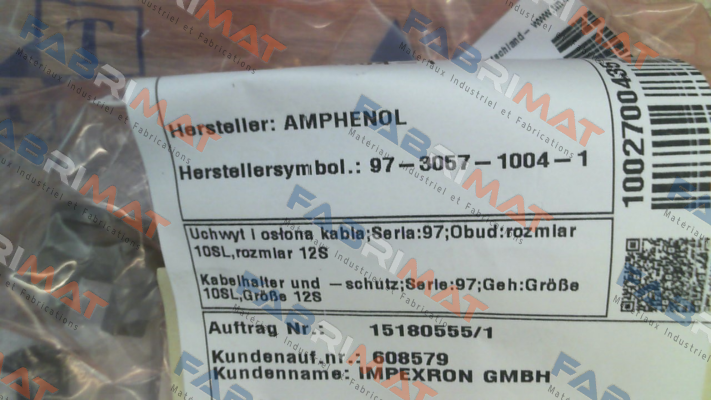 Hersteller: AMPHENOL
Herstellersymbol.: 97-3057-1004-1
Uchwyt i osłona kabla;Seria:97;Obud:rozmiar
10SL,rozmiar 12S
Kabelhalter und -schutz;Serie:97;Geh:Größe
10SL,Größe 12S
Auftrag Nr.: 15180555/1
Kundenauf.nr.: 608579
Kundenname: IMPEXRON GMBH
1002700435
FABRIMAT
Matériaux Industriel et Fabrications